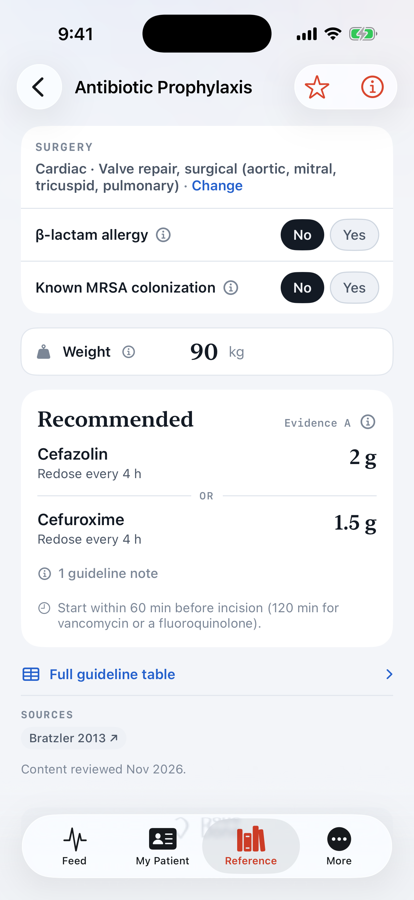 9:41
Antibiotic Prophylaxis
SURGERY
Cardiac · Valve repair, surgical (aortic, mitral,
tricuspid, pulmonary) · Change
β-lactam allergy No Yes
Known MRSA colonization No Yes
Weight 90 kg
Recommended Evidence A
Cefazolin 2 g
Redose every 4 h
OR
Cefuroxime 1.5 g
Redose every 4 h
1 guideline note
Start within 60 min before incision (120 min for
vancomycin or a fluoroquinolone).
Full guideline table
SOURCES
Bratzler 2013 ↗
Content reviewed Nov 2026.
Feed My Patient Reference More